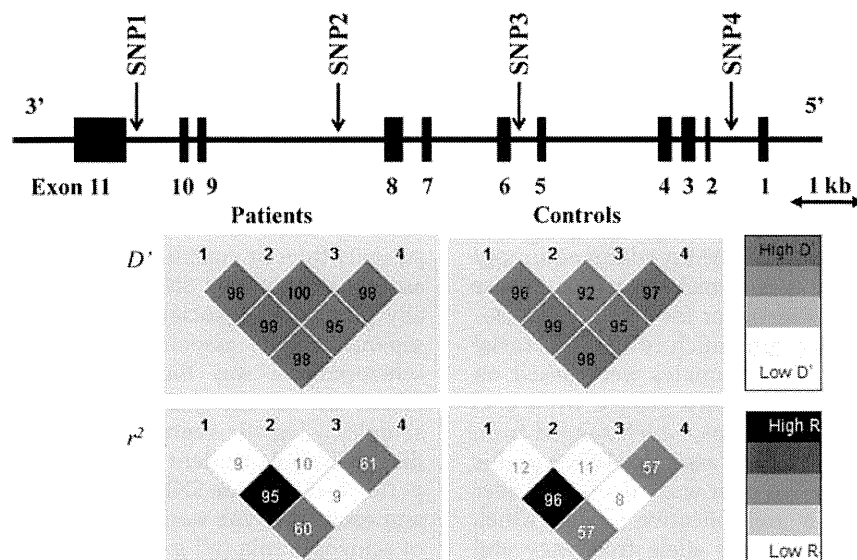 SNP1 SNP2 SNP3 SNP4
3' 5'
Exon 11 10 9 8 7 6 5 4 3 2 1 1 kb
Patients Controls
D'
1 2 3 4 1 2 3 4 High D'
96 100 98 96 92 97
99 95 99 95
98 98 Low D'
r²
1 2 3 4 1 2 3 4 High R
9 10 61 12 11 57
95 9 96 8
60 57 Low R